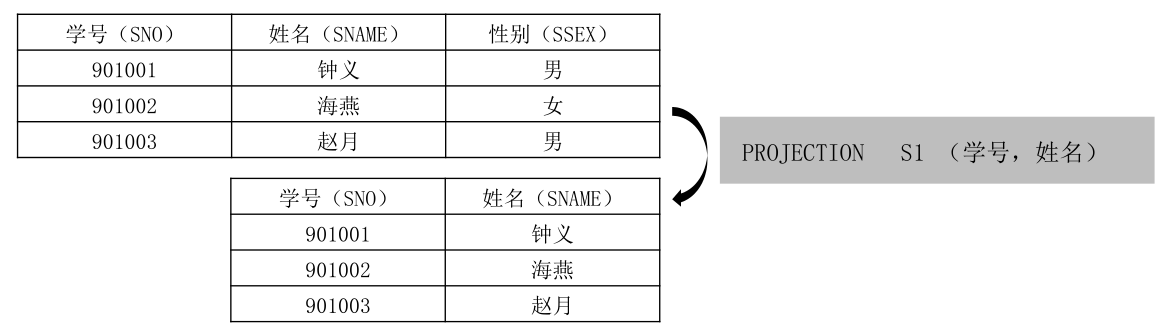 学号（SNO） 姓名（SNAME） 性别（SSEX）
901001 钟义 男
901002 海燕 女
901003 赵月 男
PROJECTION S1 （学号，姓名）
学号（SNO） 姓名（SNAME）
901001 钟义
901002 海燕
901003 赵月